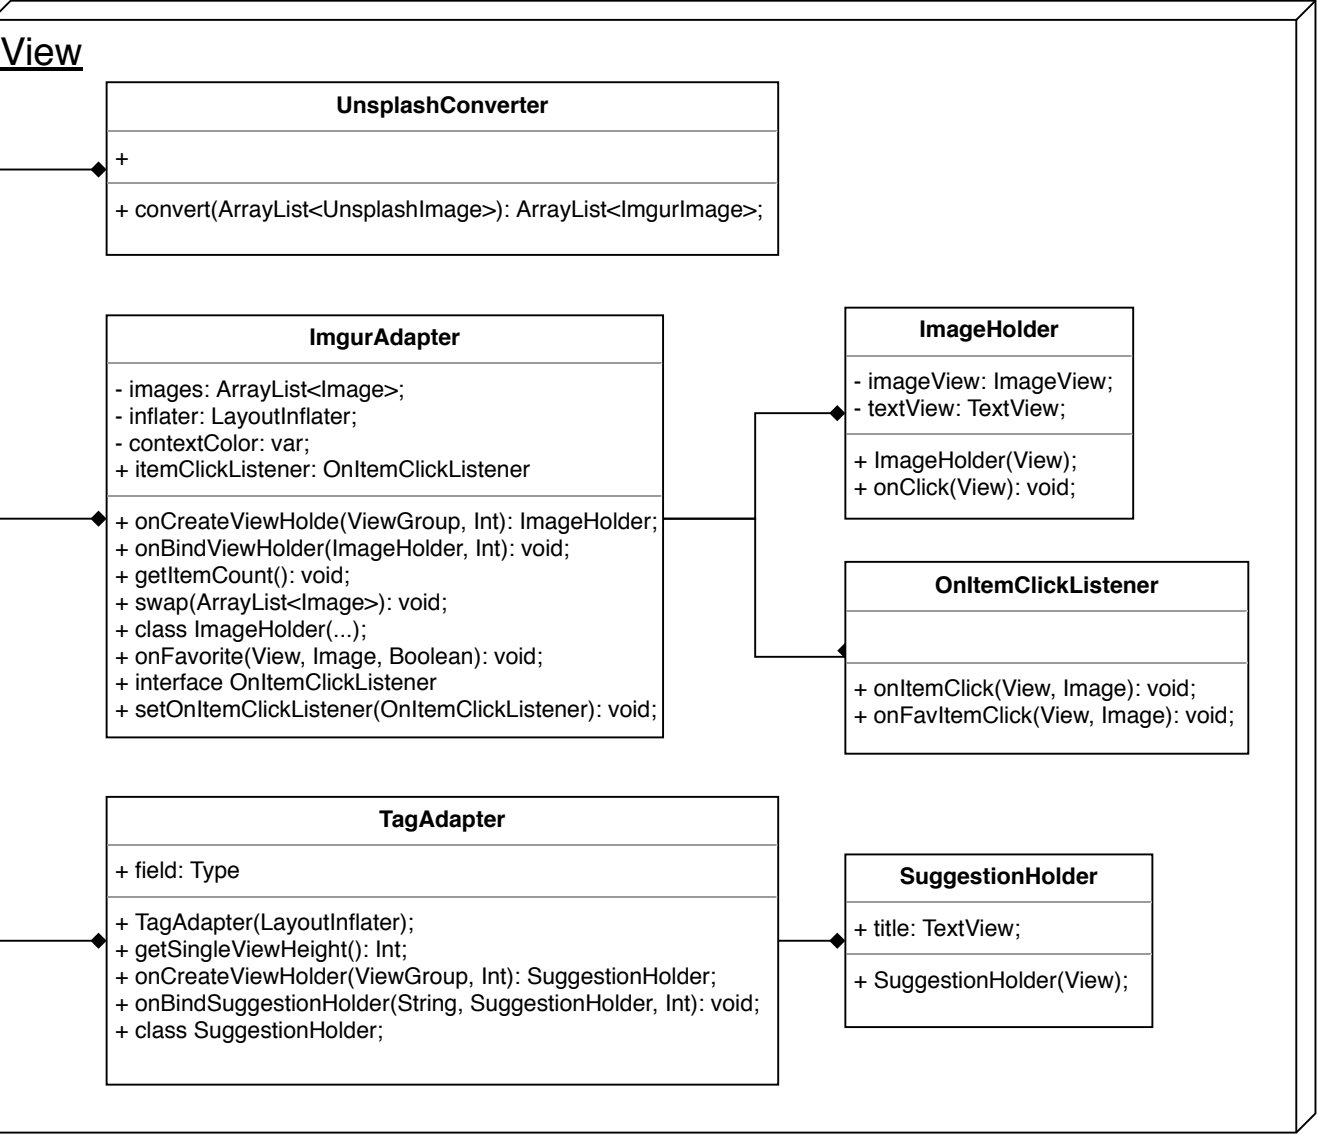 View
UnsplashConverter
+
+ convert(ArrayList<UnsplashImage>): ArrayList<ImgurImage>;
ImgurAdapter
- images: ArrayList<Image>;
- inflater: LayoutInflater;
- contextColor: var;
+ itemClickListener: OnItemClickListener
+ onCreateViewHolde(ViewGroup, Int): ImageHolder;
+ onBindViewHolder(ImageHolder, Int): void;
+ getItemCount(): void;
+ swap(ArrayList<Image>): void;
+ class ImageHolder(...);
+ onFavorite(View, Image, Boolean): void;
+ interface OnItemClickListener
+ setOnItemClickListener(OnItemClickListener): void;
ImageHolder
- imageView: ImageView;
- textView: TextView;
+ ImageHolder(View);
+ onClick(View): void;
OnItemClickListener
+ onItemClick(View, Image): void;
+ onFavItemClick(View, Image): void;
TagAdapter
+ field: Type
+ TagAdapter(LayoutInflater);
+ getSingleViewHeight(): Int;
+ onCreateViewHolder(ViewGroup, Int): SuggestionHolder;
+ onBindSuggestionHolder(String, SuggestionHolder, Int): void;
+ class SuggestionHolder;
SuggestionHolder
+ title: TextView;
+ SuggestionHolder(View);